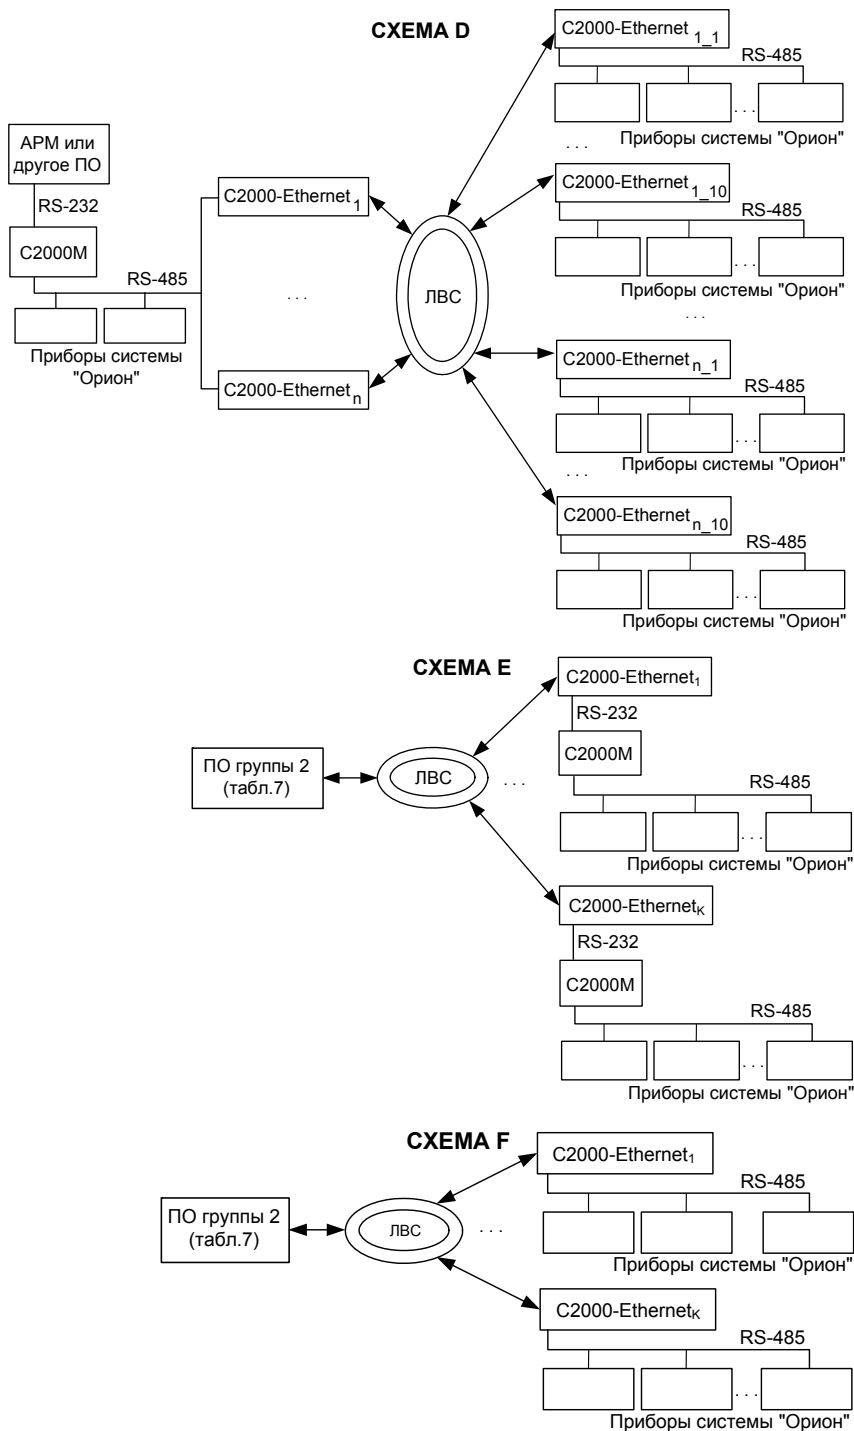 СХЕМА D
С2000-Ethernet 1_1
RS-485
. . .
Приборы системы "Орион"
. . .
АРМ или
другое ПО
RS-232
С2000М
RS-485
Приборы системы
"Орион"
С2000-Ethernet 1
. . .
С2000-Ethernet n
ЛВС
С2000-Ethernet 1_10
RS-485
. . .
Приборы системы "Орион"
. . .
С2000-Ethernet n_1
RS-485
. . .
Приборы системы "Орион"
. . .
С2000-Ethernet n_10
RS-485
. . .
Приборы системы "Орион"
СХЕМА E
С2000-Ethernet1
RS-232
С2000М
RS-485
ПО группы 2
(табл.7)
ЛВС
. . .
. . .
Приборы системы "Орион"
С2000-EthernetK
RS-232
С2000М
RS-485
. . .
Приборы системы "Орион"
СХЕМА F
С2000-Ethernet1
RS-485
ПО группы 2
(табл.7)
ЛВС
. . .
Приборы системы "Орион"
С2000-EthernetK
RS-485
. . .
Приборы системы "Орион"